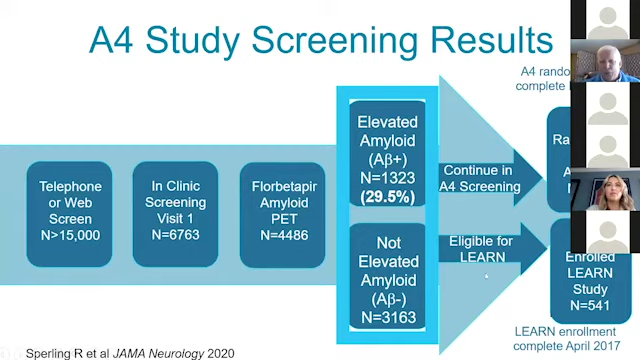 A4 Study Screening Results
Telephone
or Web
Screen
N>15,000
In Clinic
Screening
Visit 1
N=6763
Florbetapir
Amyloid
PET
N=4486
Elevated
Amyloid
(Aβ+)
N=1323
(29.5%)
Not
Elevated
Amyloid
(Aβ-)
N=3163
Continue in
A4 Screening
Eligible for
LEARN
A4
complete
Enrolled
LEARN
Study
N=541
LEARN enrollment
complete April 2017
Sperling R et al JAMA Neurology 2020